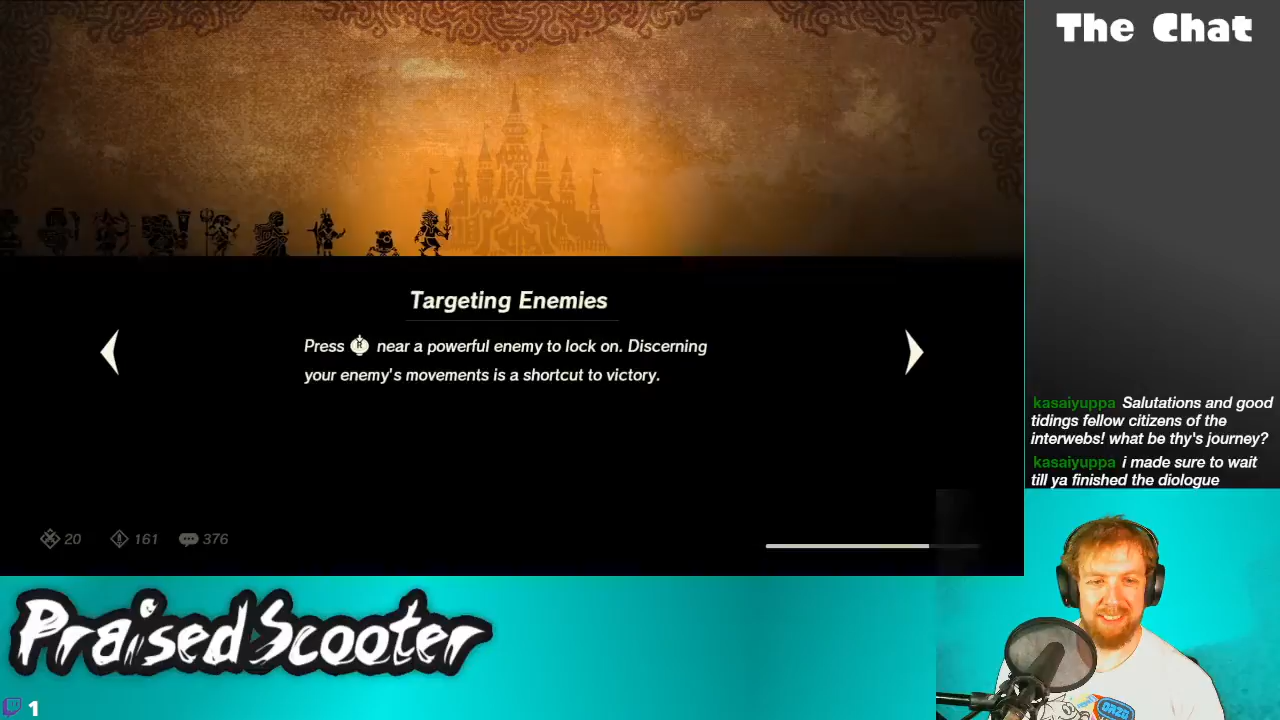 The Chat
Targeting Enemies
Press R near a powerful enemy to lock on. Discerning
your enemy's movements is a shortcut to victory.
20 161 376
kasaiyuppa Salutations and good
tidings fellow citizens of the
interwebs! what be thy's journey?
kasaiyuppa i made sure to wait
till ya finished the diologue
PraisedScooter
1